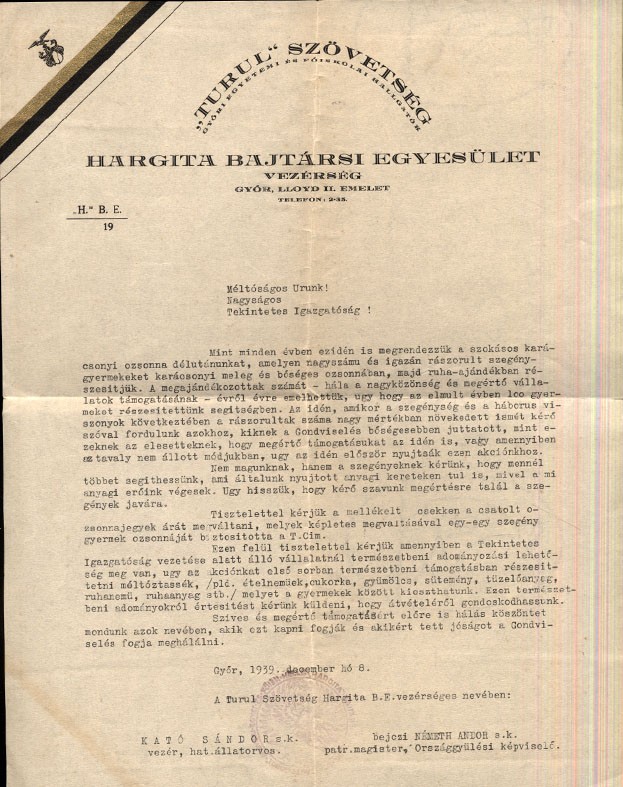 „TURUL“ SZÖVETSÉG
GYŐRI EGYETEMI ÉS FŐISKOLAI HALLGATÓK
HARGITA BAJTÁRSI EGYESÜLET
VEZÉRSÉG
GYŐR, LLOYD II. EMELET
TELEFON: 2-35.
„H.“ B. E.
19
Méltóságos Urunk!
Nagyságos
Tekintetes Igazgatóság !
Mint minden évben ezidén is megrendezzük a szokásos kará-
csonyi ozsonna délutánunkat, amelyen nagyszámu és igazán rászorult szegény-
gyermekeket karácsonyi meleg és bőséges ozsonnában, majd ruha-ajándékban ré-
szesitjük. A megajándékozottak számát - hála a nagyközönség és megértő válla-
latok támogatásának - évről évre emelhettük, ugy hogy az elmult évben loo gyer-
meket részesitettünk segitségben. Az idén, amikor a szegénység és a háborus vi-
szonyok következtében a rászorultak száma nagy mértékban növekedett ismét kérő
szóval fordulunk azokhoz, kiknek a Gondviselés bőségesebben juttatott, mint e-
zeknek az elesetteknek, hogy megértő támogatásukat az idén is, vagy amennyiben
az tavaly nem állott módjukban, ugy az idén először nyujtsák ezen akciónkhoz.
Nem magunknak, hanem a szegényeknek kérünk, hogy mennél
többet segithessünk, ami általunk nyujtott anyagi kereteken tul is, mivel a mi
anyagi erőink végesek. Ugy hisszük, hogy kérő szavunk megértésre talál a sze-
gények javára.
Tisztelettel kérjük a mellékelt csekken a csatolt o-
zsonnajegyek árát megváltani, melyek képletes megváltásával egy-egy szegény
gyermek ozsonáját biztositotta a T.Cim.
Ezen felül tisztelettel kérjük amennyiben a Tekintetes
Igazgatóság vezetése alatt álló vállalatnál természetbeni adományozási lehető-
ség meg van, ugy az akciónkat első sorban természetbeni támogatásban részesit-
tetni méltóztassék, /pld. ételnemüek,cukorka, gyümölcs, sütemény, tüzelőanyag,
ruhanemü, ruhaanyag stb./ melyet a gyermekek között kioszthatunk. Ezen természet-
beni adományokról értesitést kérünk küldeni, hogy átvételéről gondoskodhassunk.
Szives és megértő támogatásért előre is hálás köszöntet
mondunk azok nevében, akik ezt kapni fogják és akikért tett jóságot a Gondvi-
selés fogja meghálálni.
Győr, 1939. december hó 8.
A Turul Szövetség Hargita B.E.vezérséges nevében:
KATÓ SÁNDOR s.k.
vezér, hat.állatorvos.
bejczi NÉMETH ANDOR s.k.
patr.magister, Országgyülési képviselő.